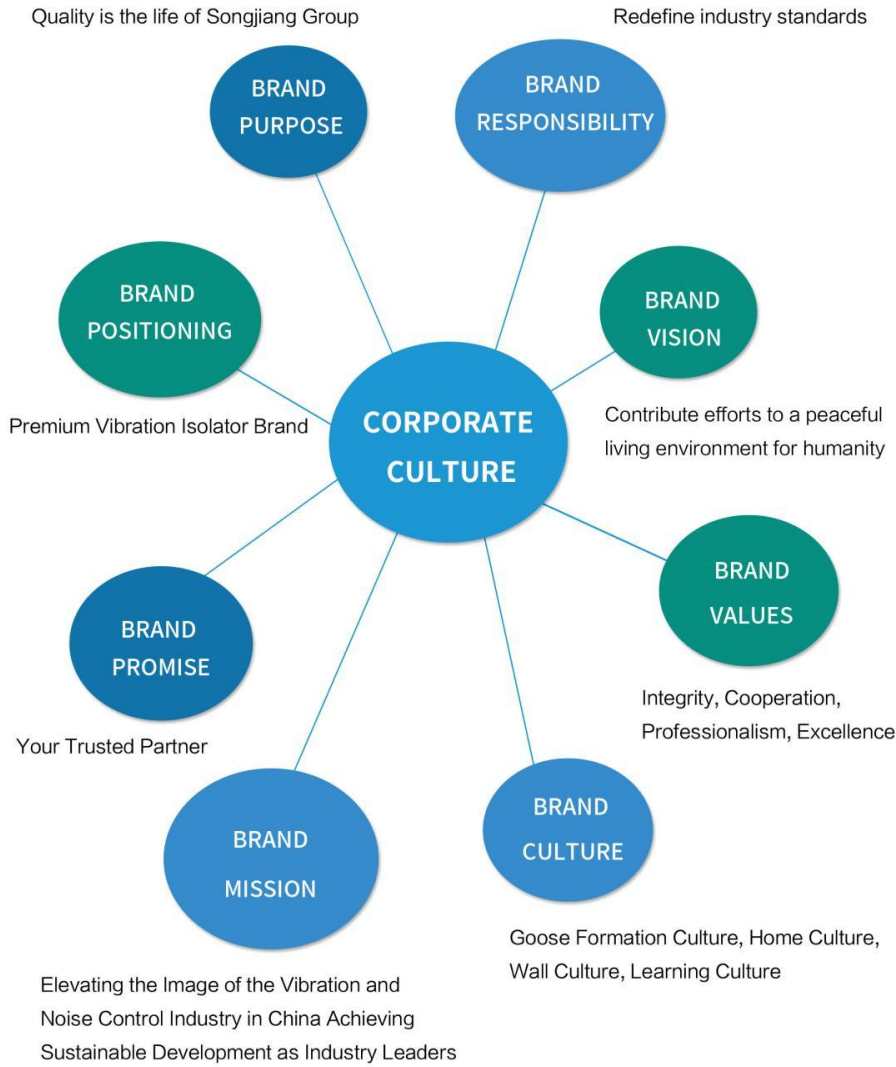 Quality is the life of Songjiang Group
Redefine industry standards
BRAND
PURPOSE
BRAND
RESPONSIBILITY
BRAND
POSITIONING
BRAND
VISION
Premium Vibration Isolator Brand
Contribute efforts to a peaceful
living environment for humanity
CORPORATE
CULTURE
BRAND
VALUES
BRAND
PROMISE
Integrity, Cooperation,
Professionalism, Excellence
Your Trusted Partner
BRAND
MISSION
BRAND
CULTURE
Goose Formation Culture, Home Culture,
Wall Culture, Learning Culture
Elevating the Image of the Vibration and
Noise Control Industry in China Achieving
Sustainable Development as Industry Leaders